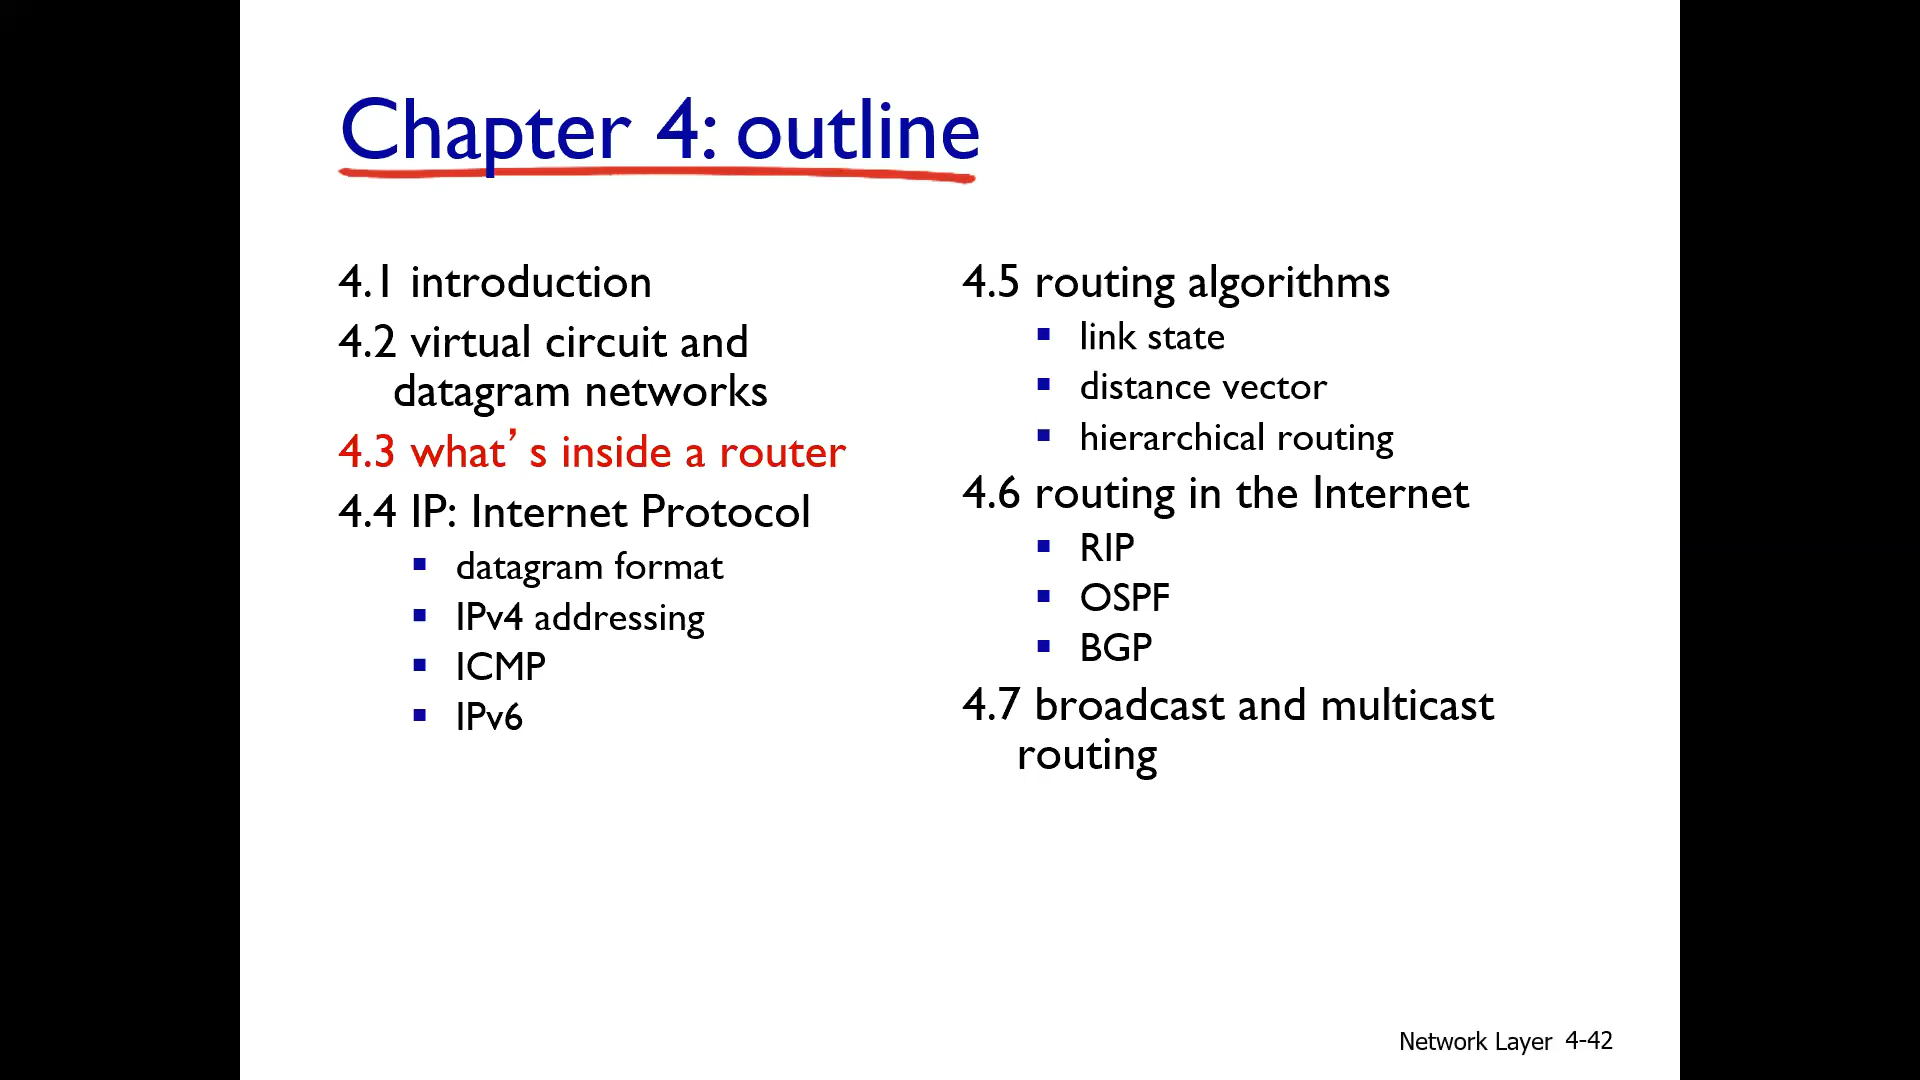 Chapter 4: outline
4.1 introduction
4.2 virtual circuit and
datagram networks
4.3 what’s inside a router
4.4 IP: Internet Protocol
▪ datagram format
▪ IPv4 addressing
▪ ICMP
▪ IPv6
4.5 routing algorithms
▪ link state
▪ distance vector
▪ hierarchical routing
4.6 routing in the Internet
▪ RIP
▪ OSPF
▪ BGP
4.7 broadcast and multicast
routing
Network Layer 4-42